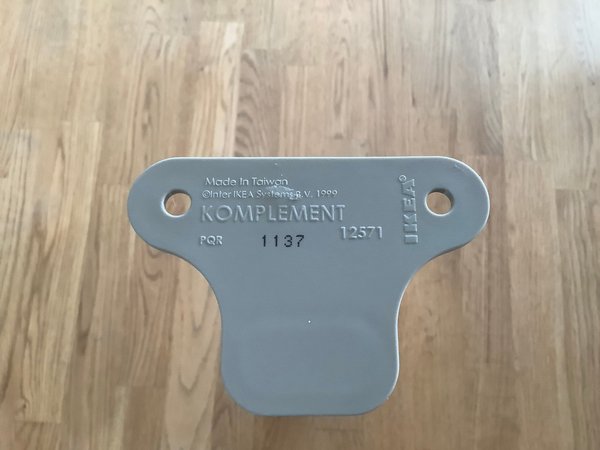 Made In Taiwan
©Inter IKEA Systems B.V. 1999
KOMPLEMENT
PQR 1137 12571
IKEA®